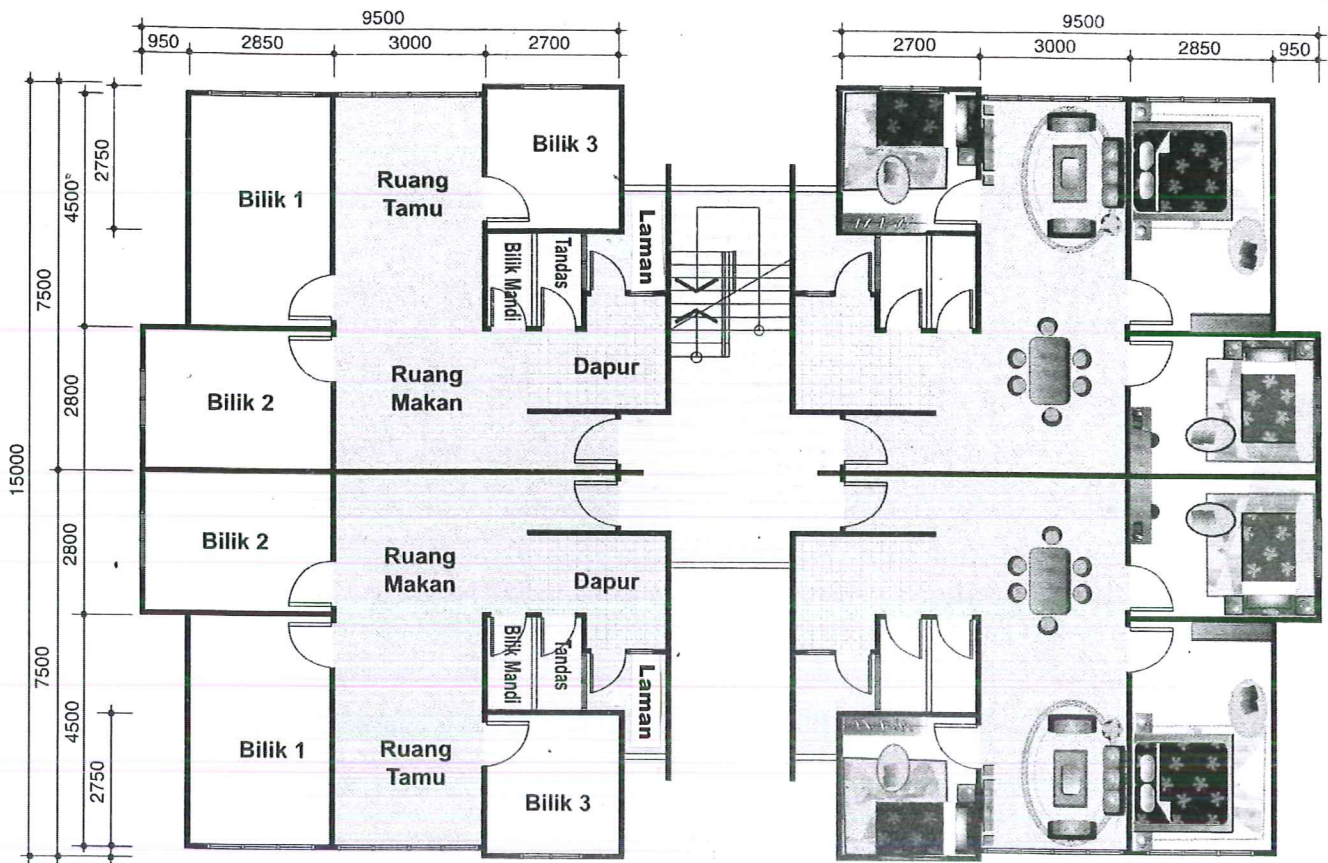 9500
9500
950 2850 3000 2700
2700 3000 2850 950
15000
7500
7500
4500
2800
2800
4500
2750
2750
Bilik 1
Ruang
Tamu
Bilik 3
Bilik Mandi
Tandas
Laman
Bilik 2
Ruang
Makan
Dapur
Bilik 2
Ruang
Makan
Dapur
Bilik 1
Ruang
Tamu
Bilik Mandi
Tandas
Laman
Bilik 3